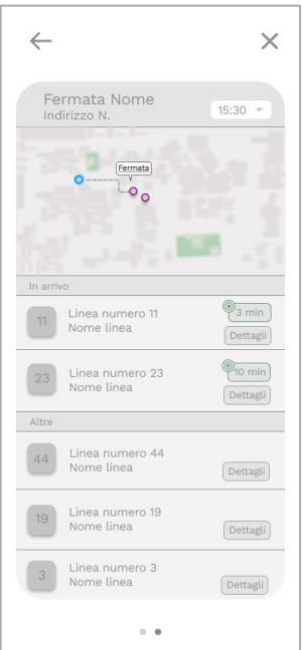 Fermata Nome
Indirizzo N.
15:30
Fermata
In arrivo
11
Linea numero 11
Nome linea
3 min
Dettagli
23
Linea numero 23
Nome linea
10 min
Dettagli
Altre
44
Linea numero 44
Nome linea
Dettagli
19
Linea numero 19
Nome linea
Dettagli
3
Linea numero 3
Nome linea
Dettagli